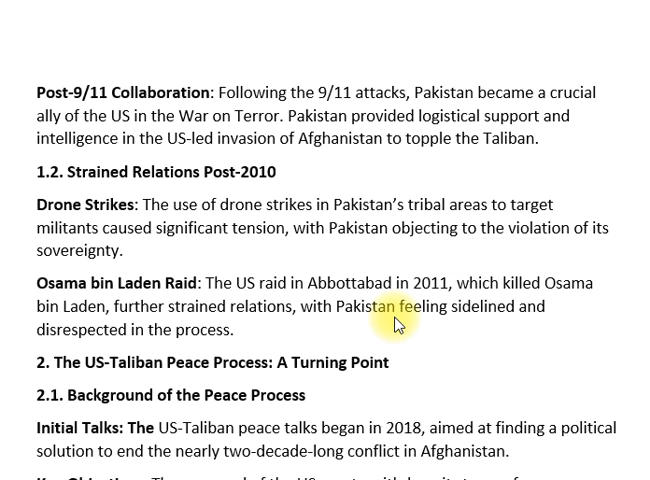 Post-9/11 Collaboration: Following the 9/11 attacks, Pakistan became a crucial
ally of the US in the War on Terror. Pakistan provided logistical support and
intelligence in the US-led invasion of Afghanistan to topple the Taliban.
1.2. Strained Relations Post-2010
Drone Strikes: The use of drone strikes in Pakistan’s tribal areas to target
militants caused significant tension, with Pakistan objecting to the violation of its
sovereignty.
Osama bin Laden Raid: The US raid in Abbottabad in 2011, which killed Osama
bin Laden, further strained relations, with Pakistan feeling sidelined and
disrespected in the process.
2. The US-Taliban Peace Process: A Turning Point
2.1. Background of the Peace Process
Initial Talks: The US-Taliban peace talks began in 2018, aimed at finding a political
solution to end the nearly two-decade-long conflict in Afghanistan.